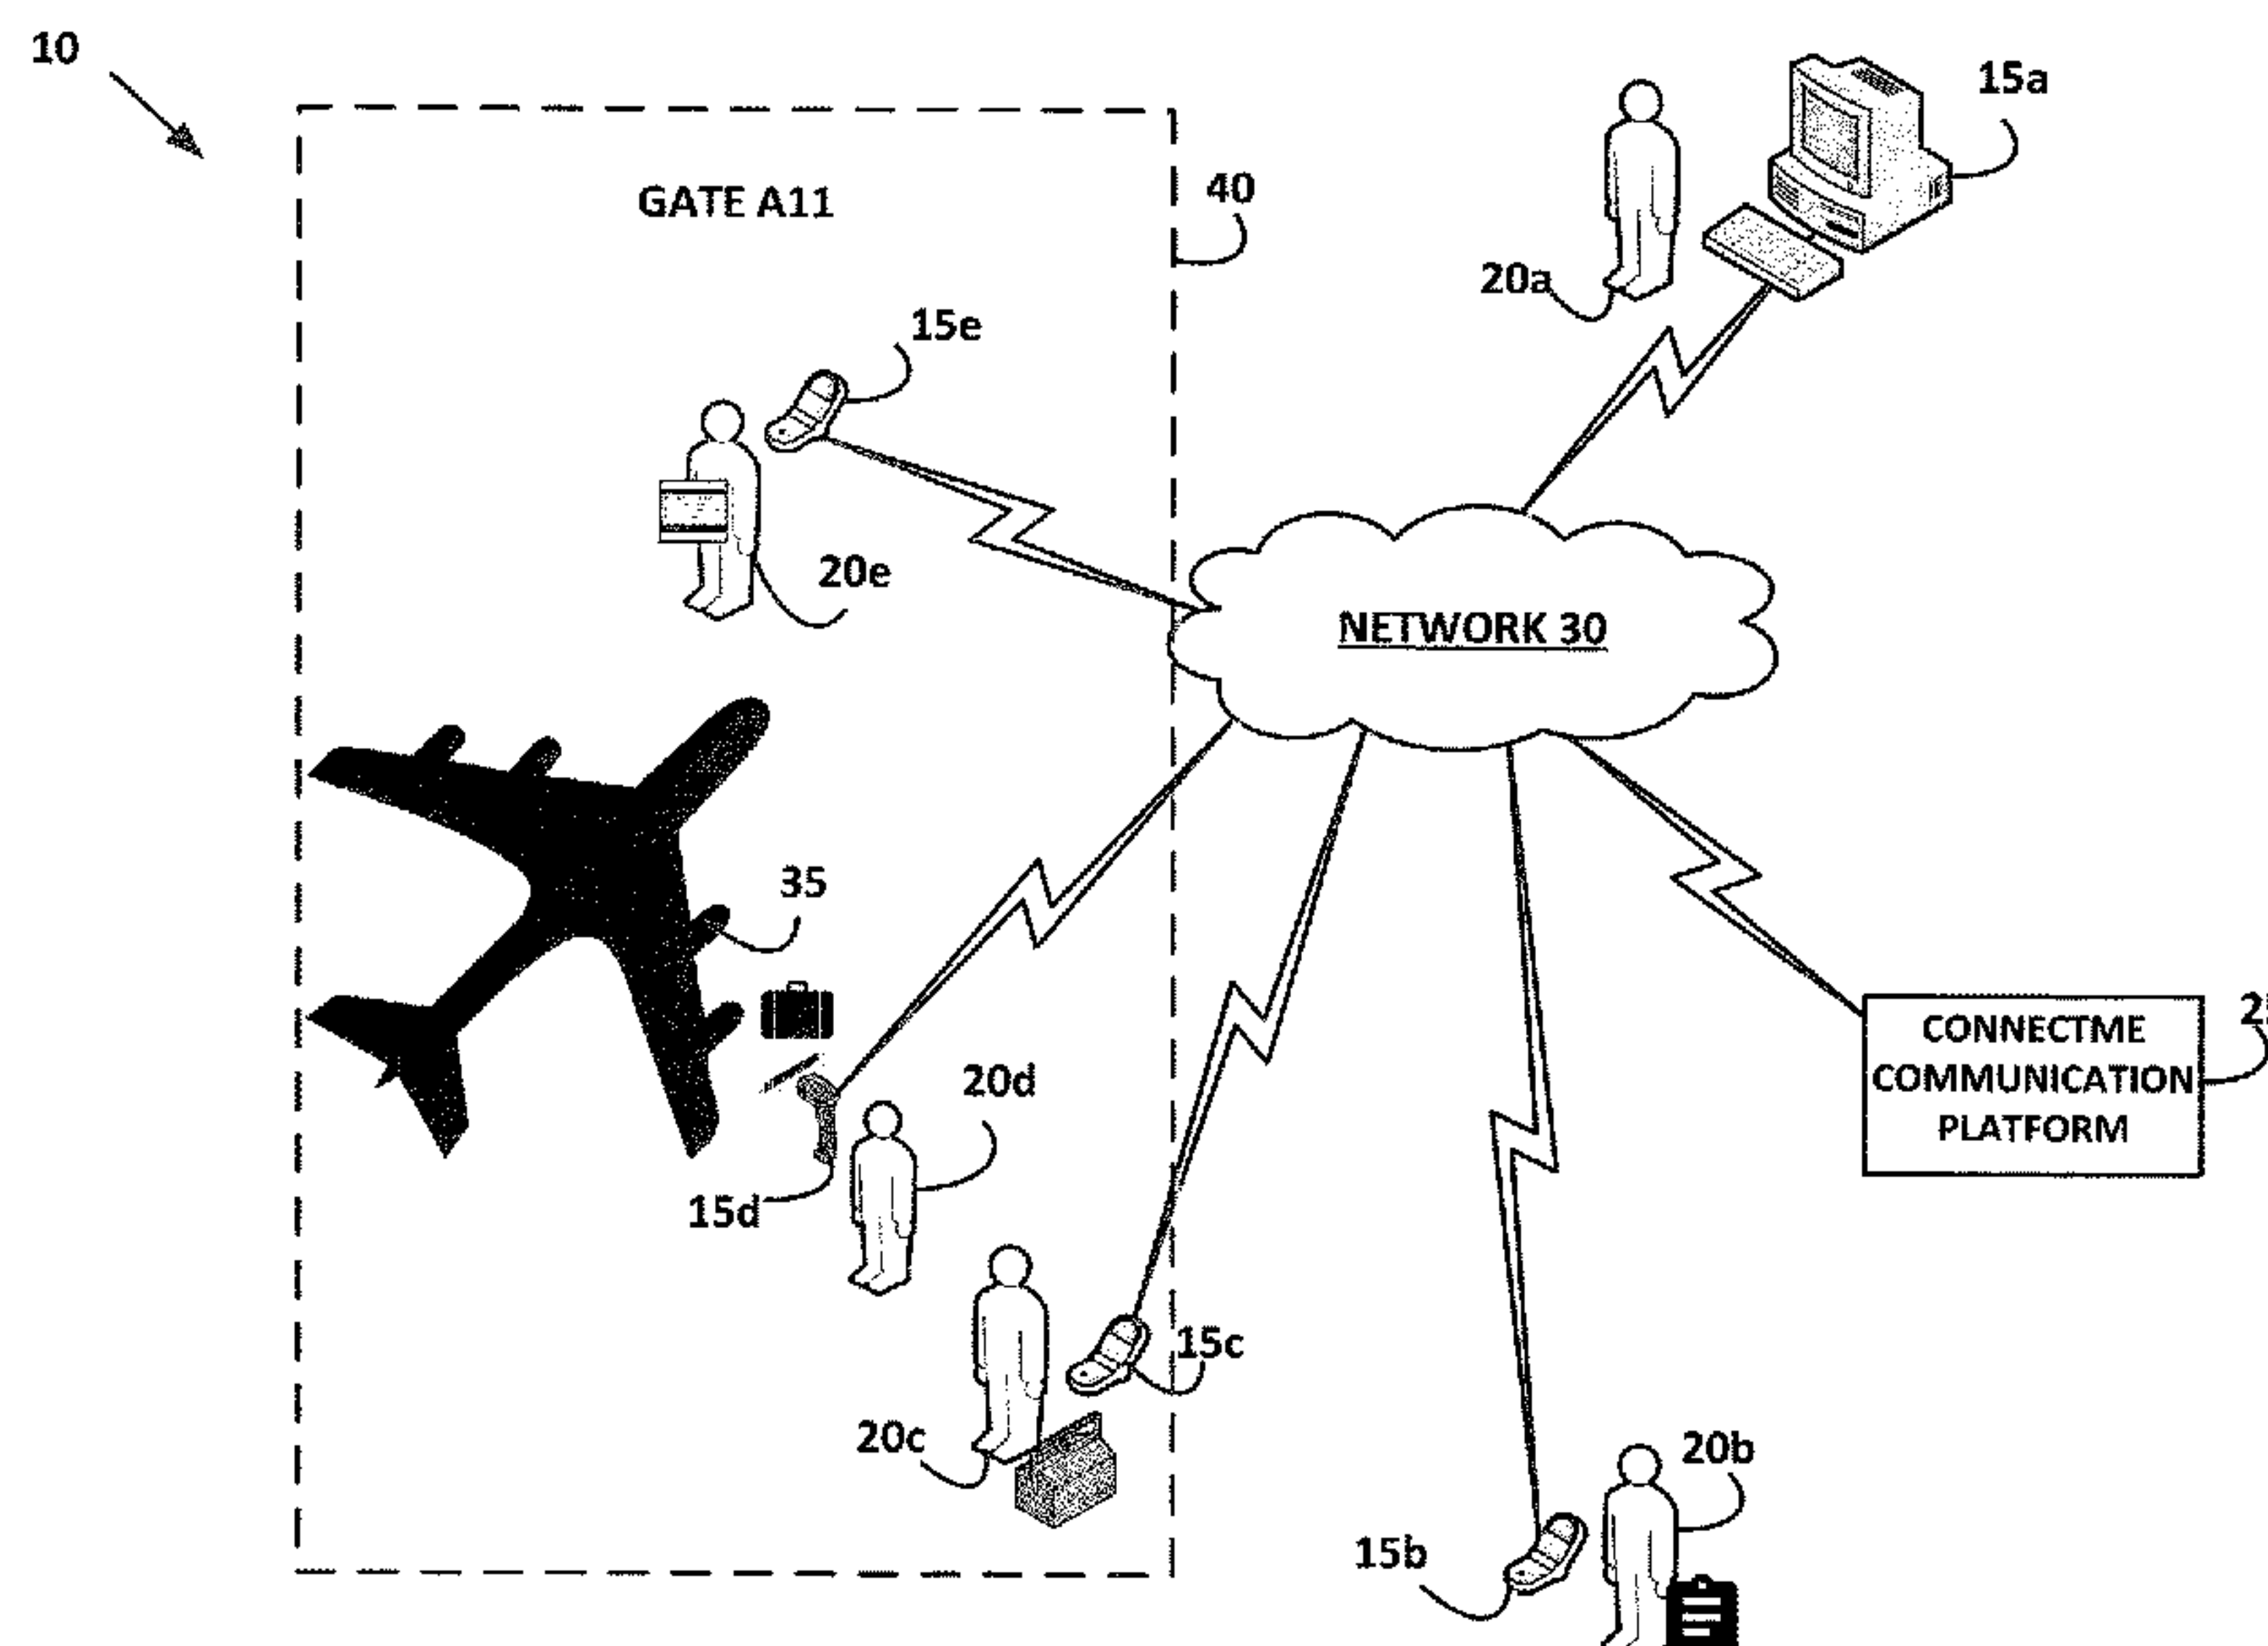 10
15a
GATE A11
40
20a
15e
20e
NETWORK 30
35
CONNECTME
COMMUNICATION
PLATFORM
20d
15d
15c
20c
20b
15b